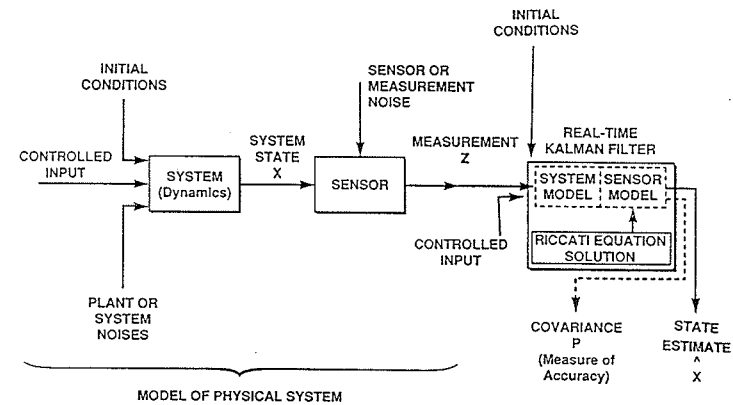 INITIAL
CONDITIONS
INITIAL
CONDITIONS
SENSOR OR
MEASUREMENT
NOISE
CONTROLLED
INPUT
SYSTEM
(Dynamics)
SYSTEM
STATE
X
SENSOR
MEASUREMENT
Z
REAL-TIME
KALMAN FILTER
SYSTEM
MODEL
SENSOR
MODEL
RICCATI EQUATION
SOLUTION
CONTROLLED
INPUT
PLANT OR
SYSTEM
NOISES
COVARIANCE
P
(Measure of
Accuracy)
STATE
ESTIMATE
^
X
MODEL OF PHYSICAL SYSTEM